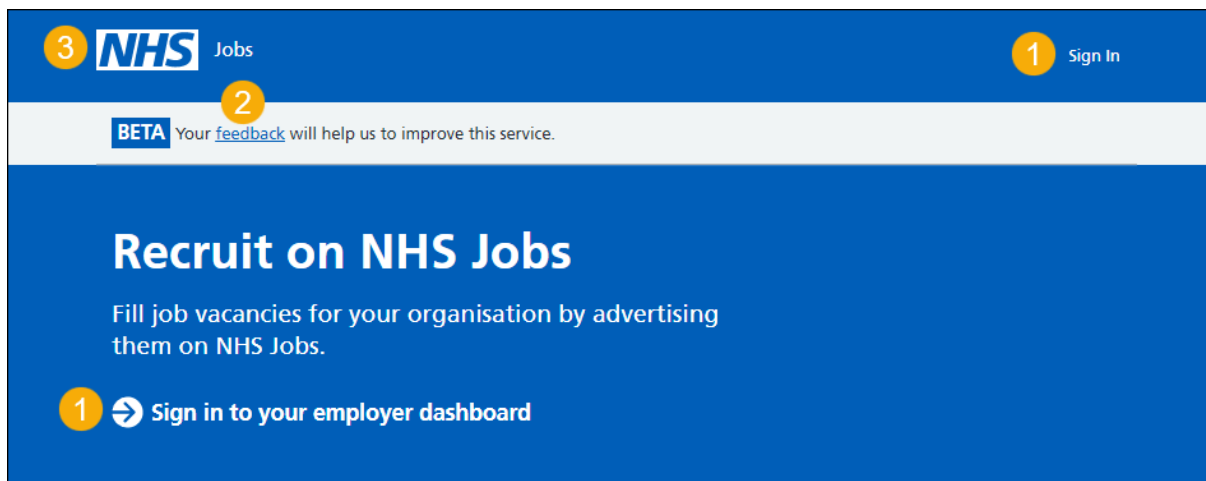 3 NHS Jobs 1 Sign In
2
BETA Your feedback will help us to improve this service.
Recruit on NHS Jobs
Fill job vacancies for your organisation by advertising
them on NHS Jobs.
1 Sign in to your employer dashboard